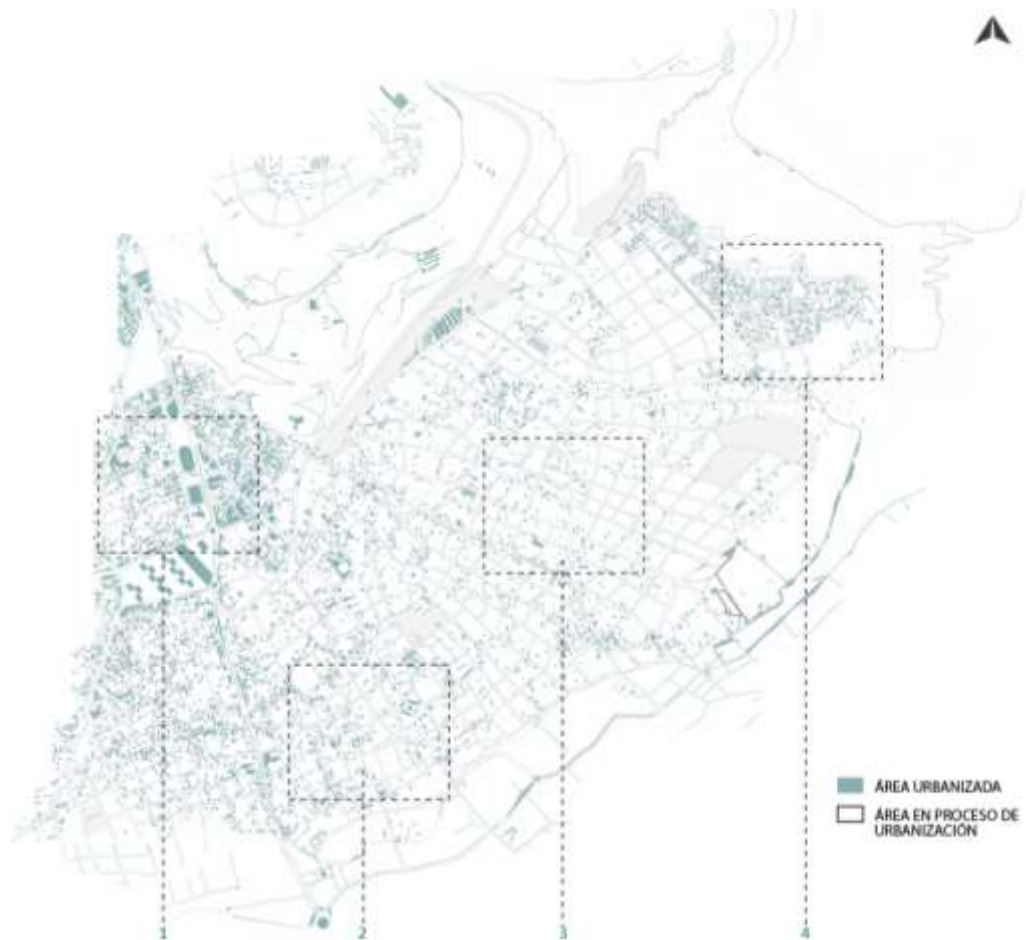 ÁREA URBANIZADA
ÁREA EN PROCESO DE
URBANIZACIÓN
1 2 3 4